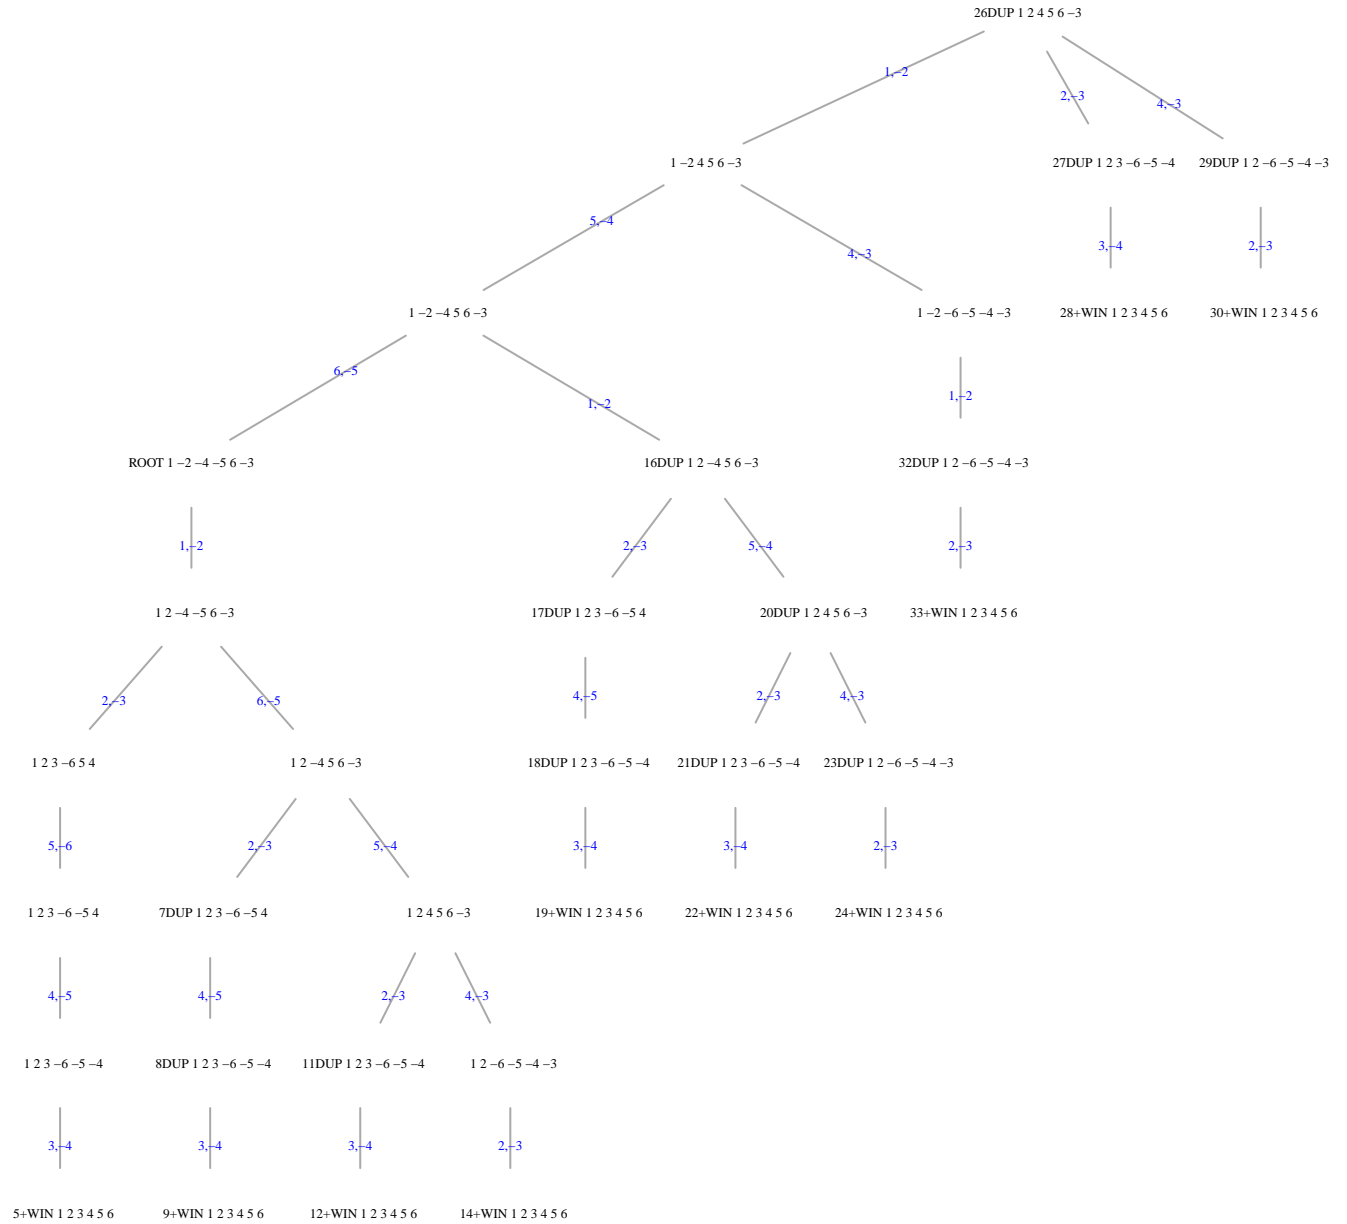 26DUP 1 2 4 5 6 −3
1,−2
2,−3
4,−3
1 −2 4 5 6 −3
27DUP 1 2 3 −6 −5 −4
29DUP 1 2 −6 −5 −4 −3
5,−4
4,−3
3,−4
2,−3
1 −2 −4 5 6 −3
1 −2 −6 −5 −4 −3
28+WIN 1 2 3 4 5 6
30+WIN 1 2 3 4 5 6
6,−5
1,−2
1,−2
ROOT 1 −2 −4 −5 6 −3
16DUP 1 2 −4 5 6 −3
32DUP 1 2 −6 −5 −4 −3
1,−2
2,−3
5,−4
2,−3
1 2 −4 −5 6 −3
17DUP 1 2 3 −6 −5 4
20DUP 1 2 4 5 6 −3
33+WIN 1 2 3 4 5 6
2,−3
6,−5
4,−5
2,−3
4,−3
1 2 3 −6 5 4
1 2 −4 5 6 −3
18DUP 1 2 3 −6 −5 −4
21DUP 1 2 3 −6 −5 −4
23DUP 1 2 −6 −5 −4 −3
5,−6
2,−3
5,−4
3,−4
3,−4
2,−3
1 2 3 −6 −5 4
7DUP 1 2 3 −6 −5 4
1 2 4 5 6 −3
19+WIN 1 2 3 4 5 6
22+WIN 1 2 3 4 5 6
24+WIN 1 2 3 4 5 6
4,−5
4,−5
2,−3
4,−3
1 2 3 −6 −5 −4
8DUP 1 2 3 −6 −5 −4
11DUP 1 2 3 −6 −5 −4
1 2 −6 −5 −4 −3
3,−4
3,−4
3,−4
2,−3
5+WIN 1 2 3 4 5 6
9+WIN 1 2 3 4 5 6
12+WIN 1 2 3 4 5 6
14+WIN 1 2 3 4 5 6